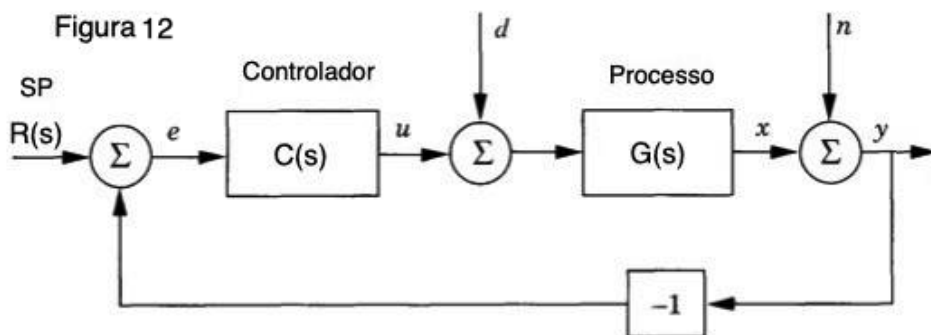 Figura 12
d
n
SP
Controlador
Processo
R(s)
Σ
e
C(s)
u
Σ
G(s)
x
Σ
y
-1